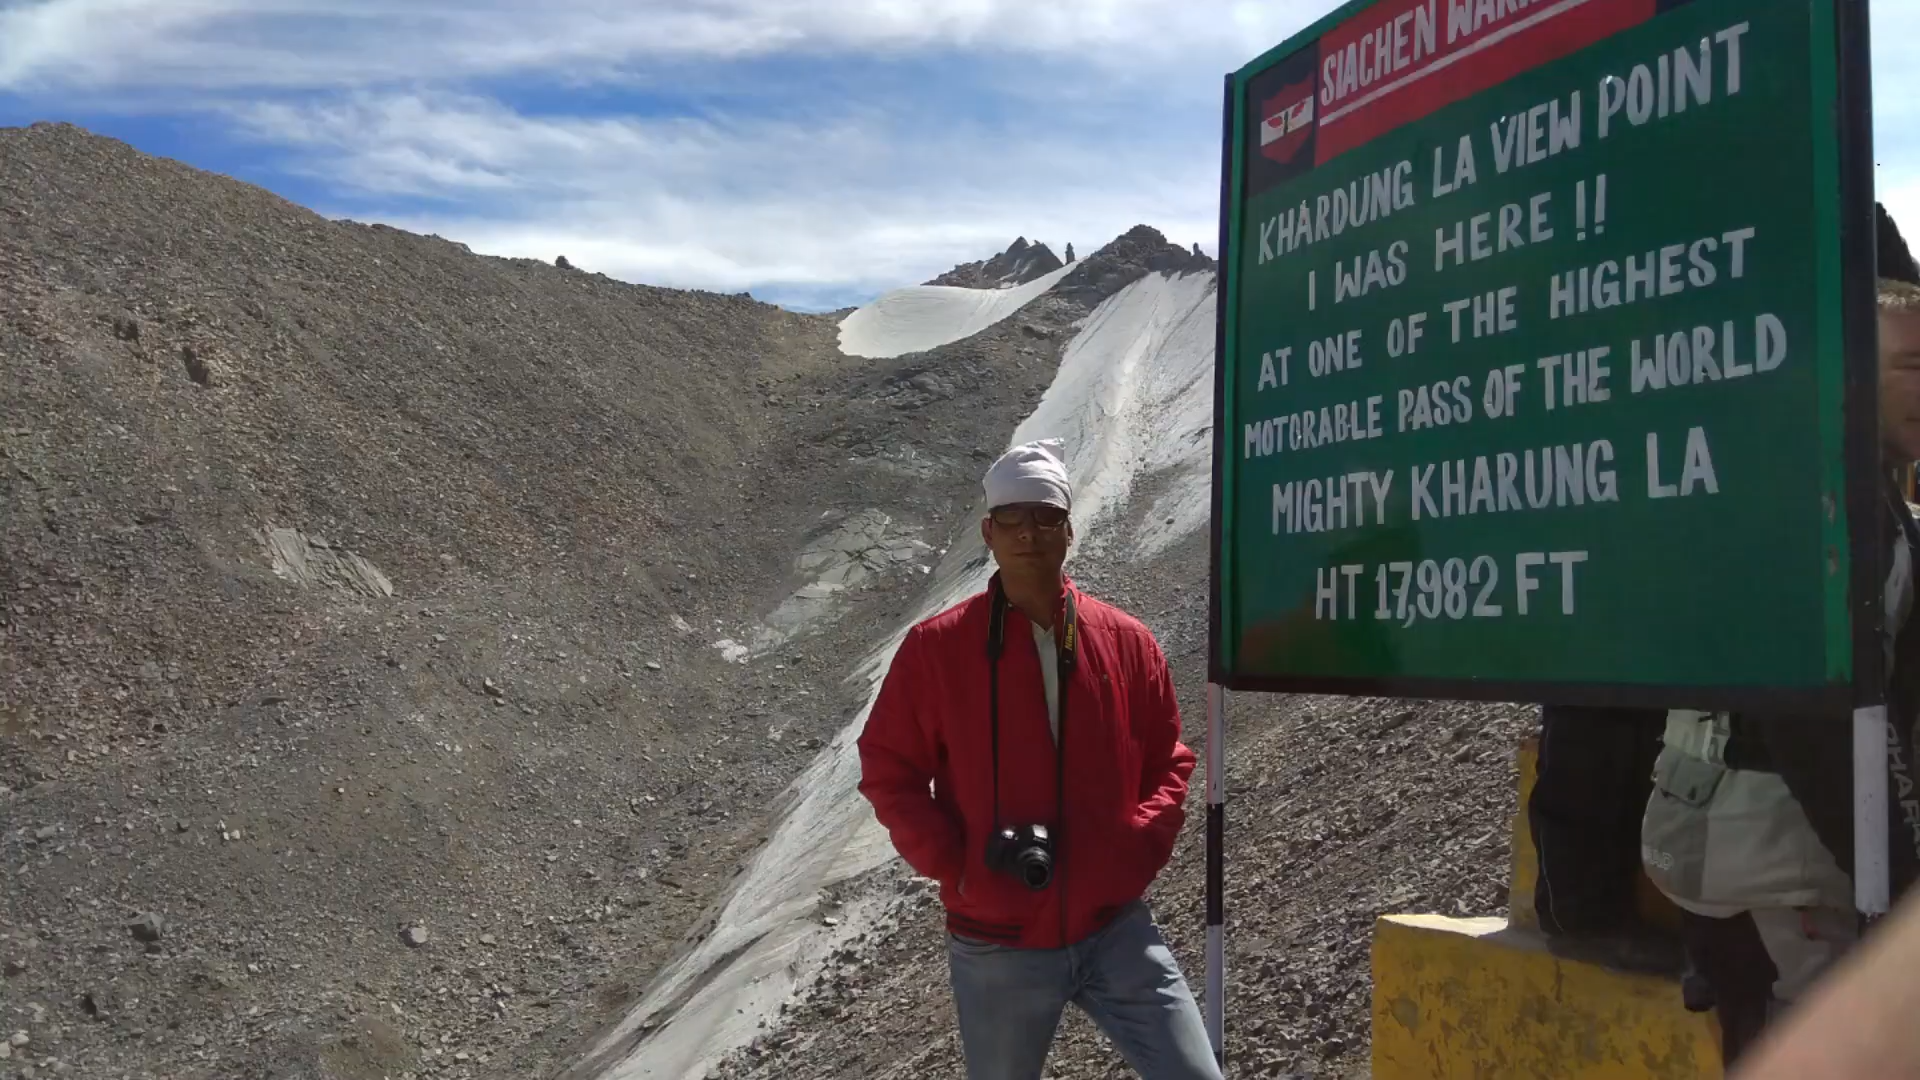 SIACHEN
KHARDUNG LA VIEW POINT
I WAS HERE !!
AT ONE OF THE HIGHEST
MOTORABLE PASS OF THE WORLD
MIGHTY KHARUNG LA
HT 17,982 FT
Nikon